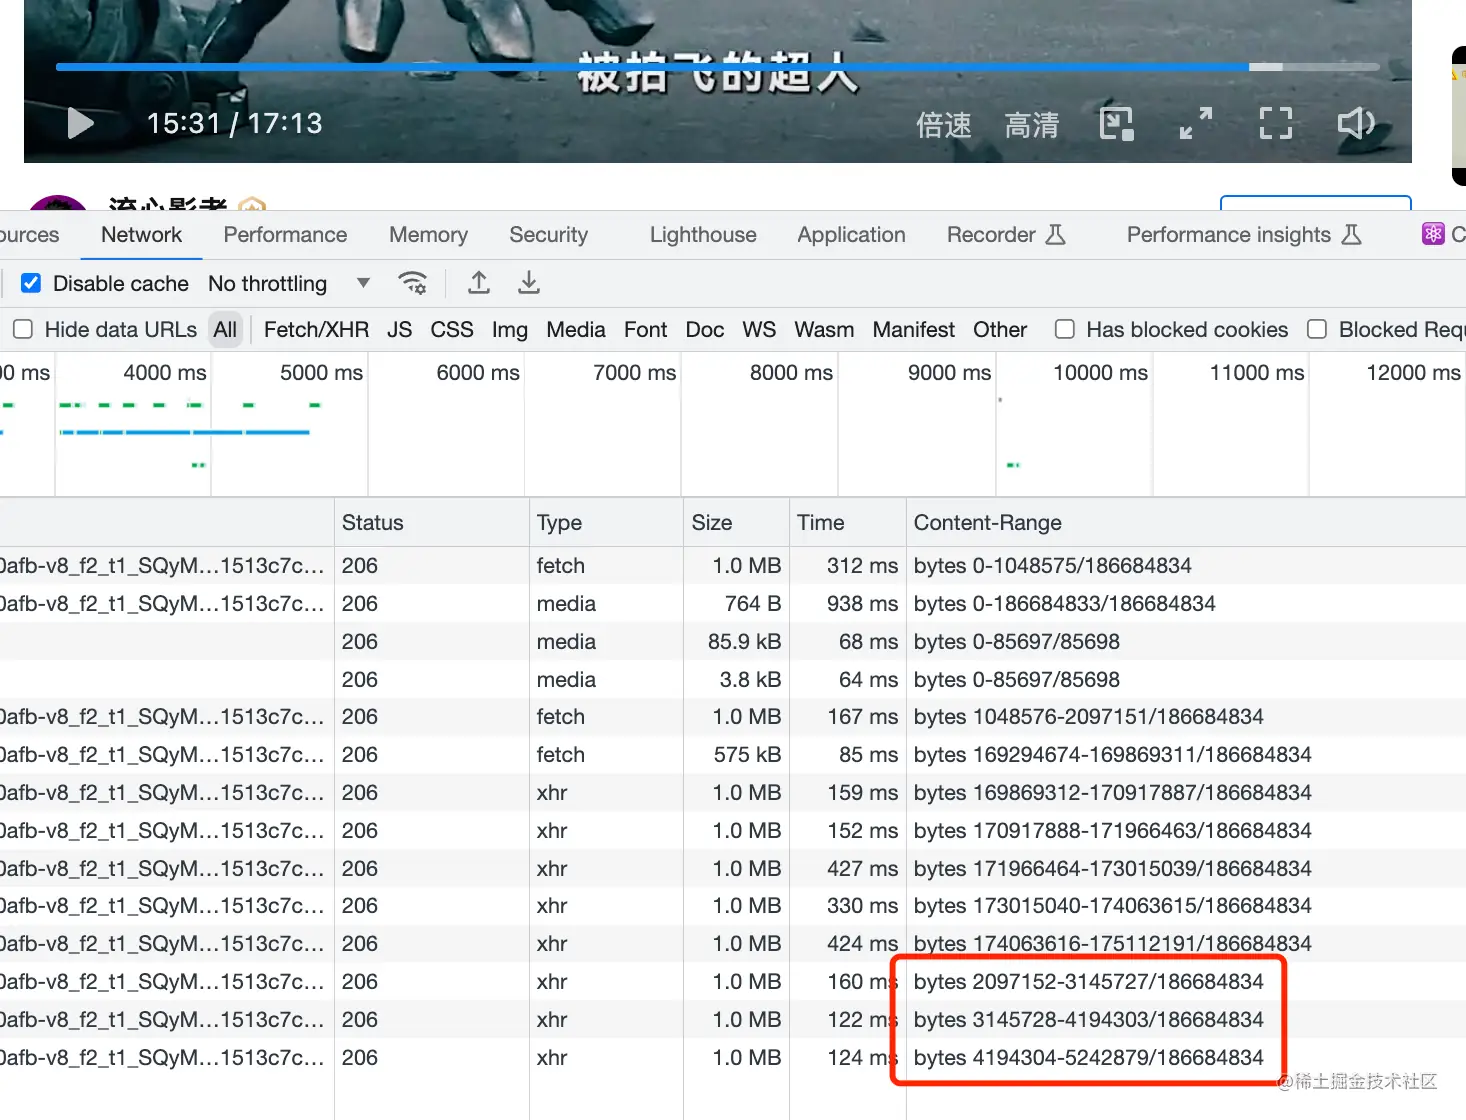 被拍飞的超人
15:31 / 17:13 倍速 高清
流心影者
ources Network Performance Memory Security Lighthouse Application Recorder Performance insights C
Disable cache No throttling
Hide data URLs All Fetch/XHR JS CSS Img Media Font Doc WS Wasm Manifest Other Has blocked cookies Blocked Requ
00 ms 4000 ms 5000 ms 6000 ms 7000 ms 8000 ms 9000 ms 10000 ms 11000 ms 12000 ms
Status Type Size Time Content-Range
0afb-v8_f2_t1_SQyM…1513c7c… 206 fetch 1.0 MB 312 ms bytes 0-1048575/186684834
0afb-v8_f2_t1_SQyM…1513c7c… 206 media 764 B 938 ms bytes 0-186684833/186684834
206 media 85.9 kB 68 ms bytes 0-85697/85698
206 media 3.8 kB 64 ms bytes 0-85697/85698
0afb-v8_f2_t1_SQyM…1513c7c… 206 fetch 1.0 MB 167 ms bytes 1048576-2097151/186684834
0afb-v8_f2_t1_SQyM…1513c7c… 206 fetch 575 kB 85 ms bytes 169294674-169869311/186684834
0afb-v8_f2_t1_SQyM…1513c7c… 206 xhr 1.0 MB 159 ms bytes 169869312-170917887/186684834
0afb-v8_f2_t1_SQyM…1513c7c… 206 xhr 1.0 MB 152 ms bytes 170917888-171966463/186684834
0afb-v8_f2_t1_SQyM…1513c7c… 206 xhr 1.0 MB 427 ms bytes 171966464-173015039/186684834
0afb-v8_f2_t1_SQyM…1513c7c… 206 xhr 1.0 MB 330 ms bytes 173015040-174063615/186684834
0afb-v8_f2_t1_SQyM…1513c7c… 206 xhr 1.0 MB 424 ms bytes 174063616-175112191/186684834
0afb-v8_f2_t1_SQyM…1513c7c… 206 xhr 1.0 MB 160 ms bytes 2097152-3145727/186684834
0afb-v8_f2_t1_SQyM…1513c7c… 206 xhr 1.0 MB 122 ms bytes 3145728-4194303/186684834
0afb-v8_f2_t1_SQyM…1513c7c… 206 xhr 1.0 MB 124 ms bytes 4194304-5242879/186684834
@稀土掘金技术社区